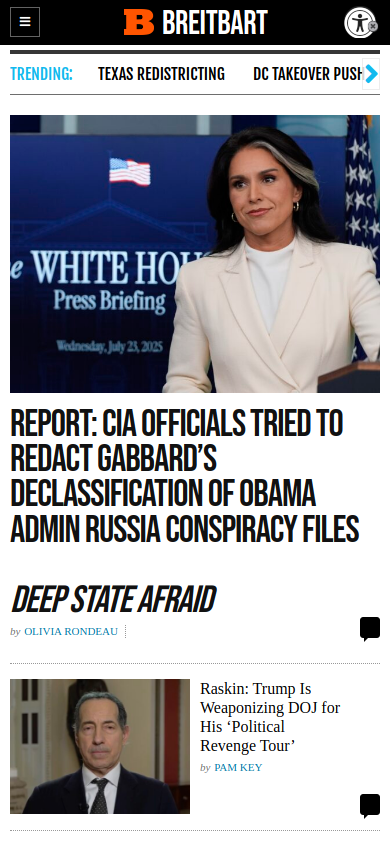 BREITBART
TRENDING:
TEXAS REDISTRICTING
DC TAKEOVER PUSH
WHITE HOU
Press Briefing
Wednesday, July 23, 2025
REPORT: CIA OFFICIALS TRIED TO
REDACT GABBARD’S
DECLASSIFICATION OF OBAMA
ADMIN RUSSIA CONSPIRACY FILES
DEEP STATE AFRAID
by OLIVIA RONDEAU
Raskin: Trump Is
Weaponizing DOJ for
His ‘Political
Revenge Tour’
by PAM KEY